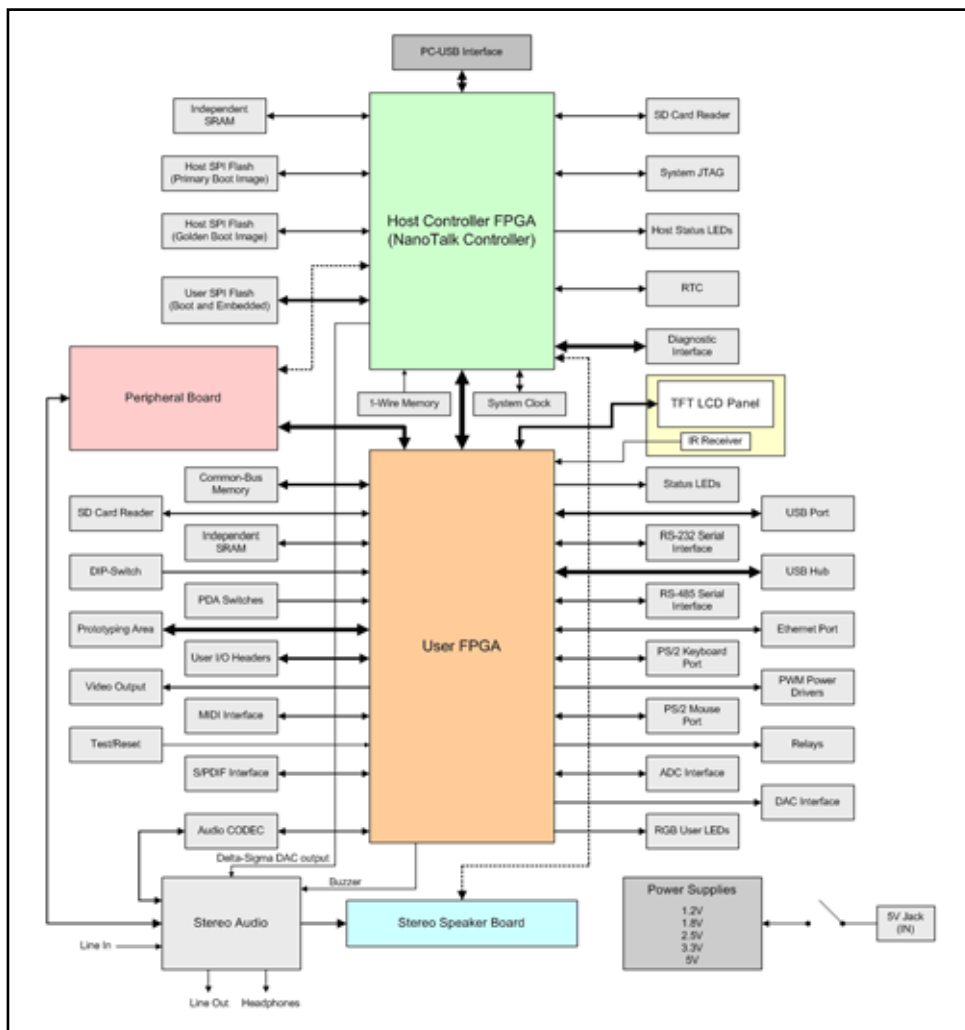 PC-USB Interface
Independent
SRAM
SD Card Reader
Host SPI Flash
(Primary Boot Image)
System JTAG
Host Controller FPGA
(NanoTalk Controller)
Host SPI Flash
(Golden Boot Image)
Host Status LEDs
User SPI Flash
(Boot and Embedded)
RTC
Diagnostic
Interface
Peripheral Board
1-Wire Memory
System Clock
TFT LCD Panel
IR Receiver
Common-Bus
Memory
Status LEDs
SD Card Reader
USB Port
Independent
SRAM
RS-232 Serial
Interface
DIP-Switch
USB Hub
PDA Switches
RS-485 Serial
Interface
Prototyping Area
Ethernet Port
User FPGA
User I/O Headers
PS/2 Keyboard
Port
Video Output
PWM Power
Drivers
MIDI Interface
PS/2 Mouse
Port
Test/Reset
Relays
S/PDIF Interface
ADC Interface
DAC Interface
Audio CODEC
RGB User LEDs
Delta-Sigma DAC output
Buzzer
Stereo Audio
Stereo Speaker Board
Line In
Line Out
Headphones
Power Supplies
1.2V
1.8V
2.5V
3.3V
5V
5V Jack
(IN)